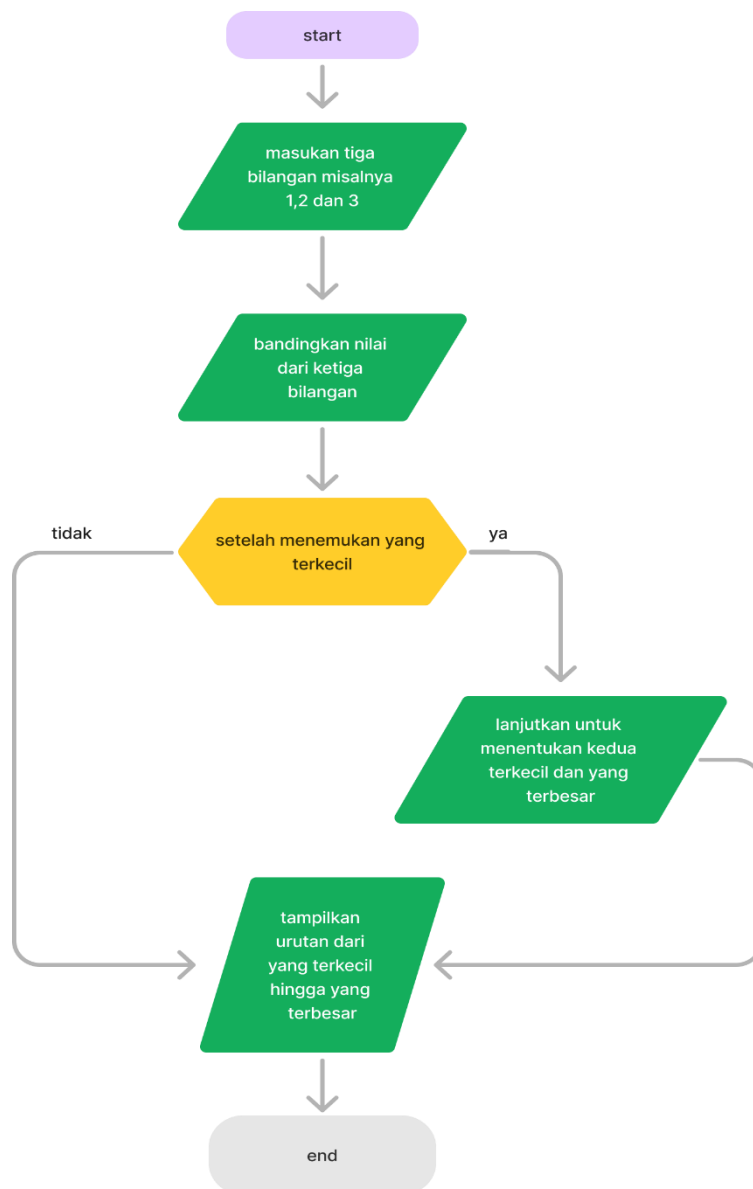 start
masukan tiga
bilangan misalnya
1,2 dan 3
bandingkan nilai
dari ketiga
bilangan
tidak
setelah menemukan yang
terkecil
ya
lanjutkan untuk
menentukan kedua
terkecil dan yang
terbesar
tampilkan
urutan dari
yang terkecil
hingga yang
terbesar
end